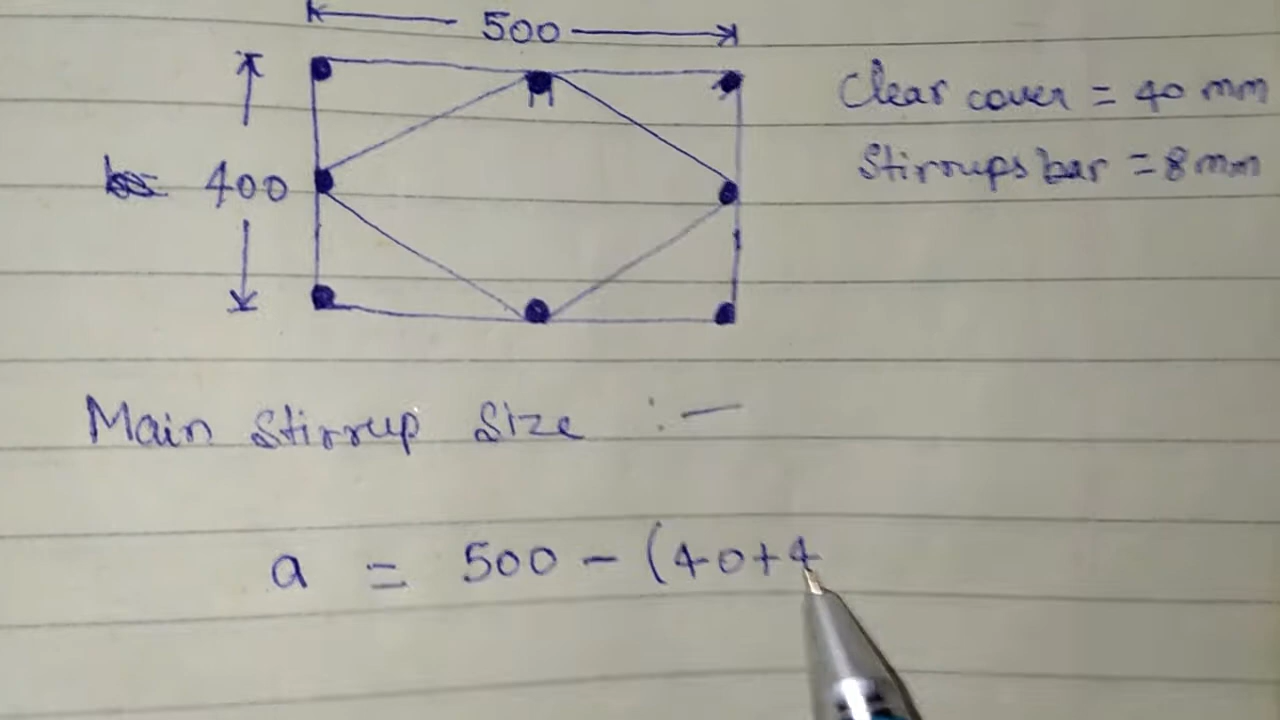 500
Clear cover = 40 mm
400
Stirrups bar = 8 mm
Main Stirrup Size :-
a = 500 - (40+4